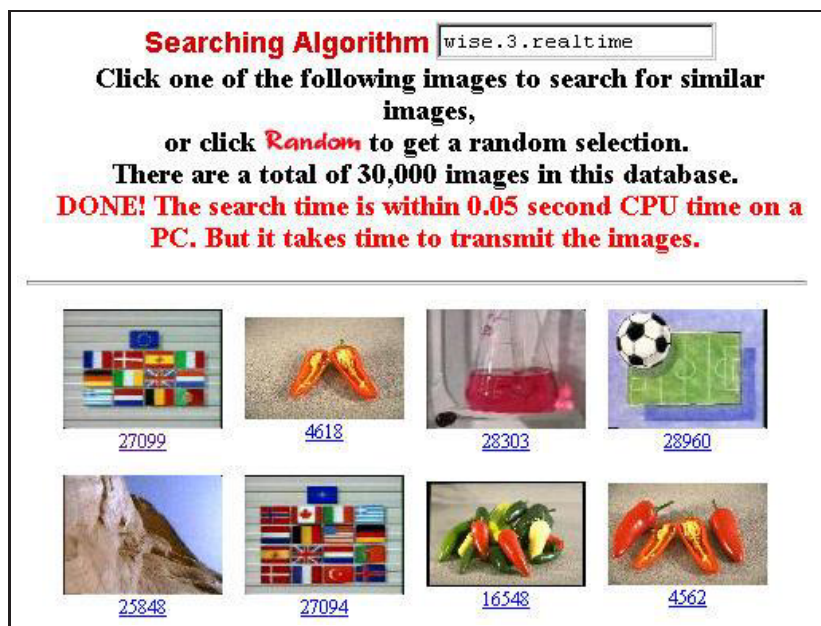 Searching Algorithm wise.3.realtime
Click one of the following images to search for similar
images,
or click Random to get a random selection.
There are a total of 30,000 images in this database.
DONE! The search time is within 0.05 second CPU time on a
PC. But it takes time to transmit the images.
27099 4618 28303 28960
25848 27094 16548 4562